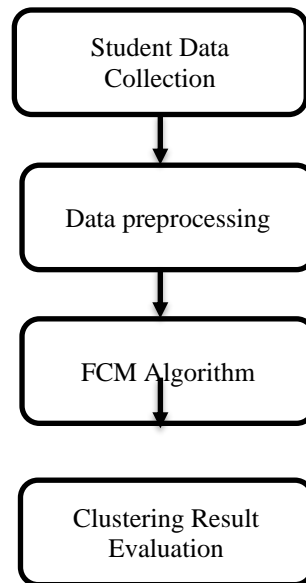 Student Data
Collection
Data preprocessing
FCM Algorithm
Clustering Result
Evaluation